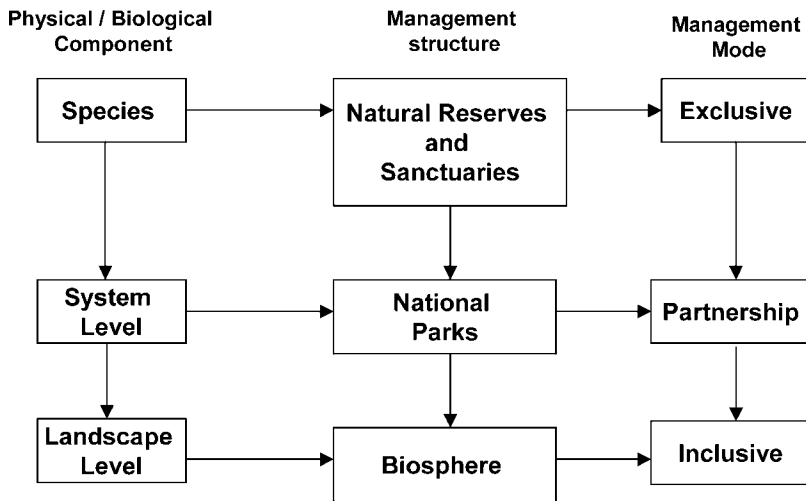 Physical / Biological
Component
Management
structure
Management
Mode
Species
Natural Reserves
and
Sanctuaries
Exclusive
System
Level
National
Parks
Partnership
Landscape
Level
Biosphere
Inclusive